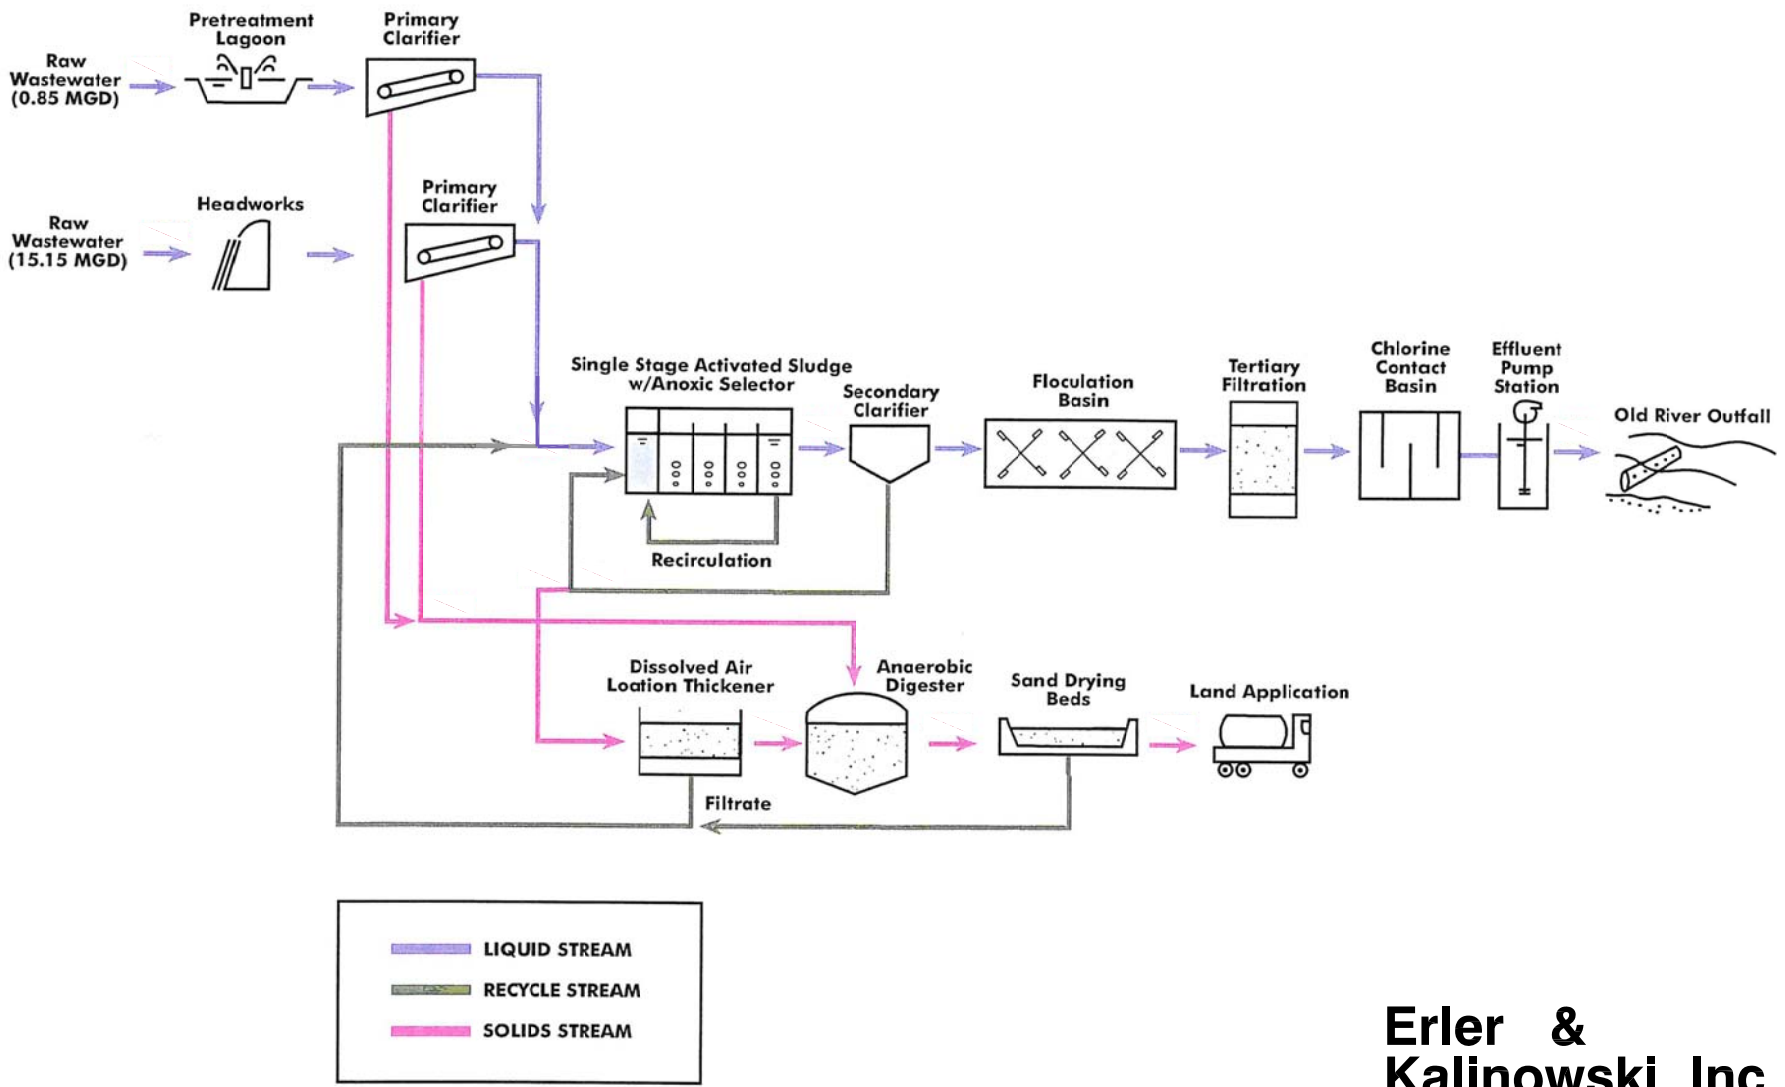 Pretreatment
Lagoon
Primary
Clarifier
Raw
Wastewater
(0.85 MGD)
Primary
Clarifier
Headworks
Raw
Wastewater
(15.15 MGD)
Single Stage Activated Sludge
w/Anoxic Selector
Secondary
Clarifier
Floculation
Basin
Tertiary
Filtration
Chlorine
Contact
Basin
Effluent
Pump
Station
Old River Outfall
Recirculation
Dissolved Air
Loation Thickener
Anaerobic
Digester
Sand Drying
Beds
Land Application
Filtrate
LIQUID STREAM
RECYCLE STREAM
SOLIDS STREAM
Erler &
Kalinowski, Inc